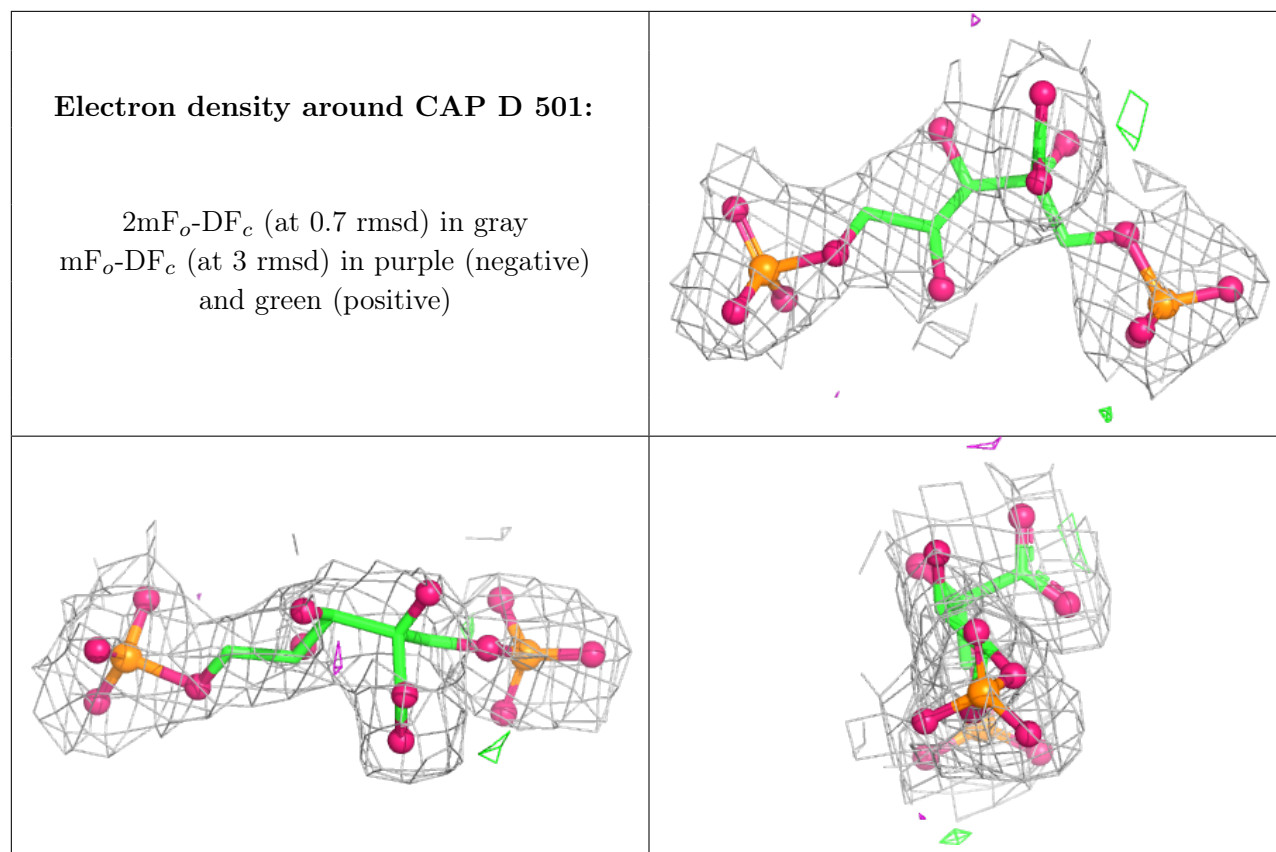 Electron density around CAP D 501:
2mFo-DFc (at 0.7 rmsd) in gray
mFo-DFc (at 3 rmsd) in purple (negative)
and green (positive)